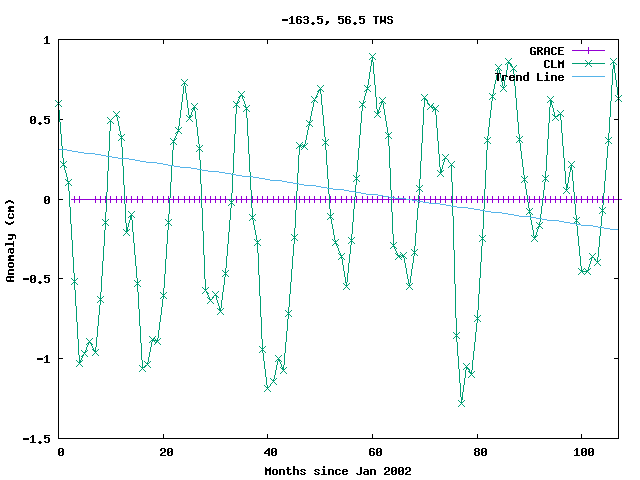 -163.5, 56.5 TWS
1
0.5
0
-0.5
-1
-1.5
Anomaly (cm)
GRACE
CLM
Trend Line
0 20 40 60 80 100
Months since Jan 2002